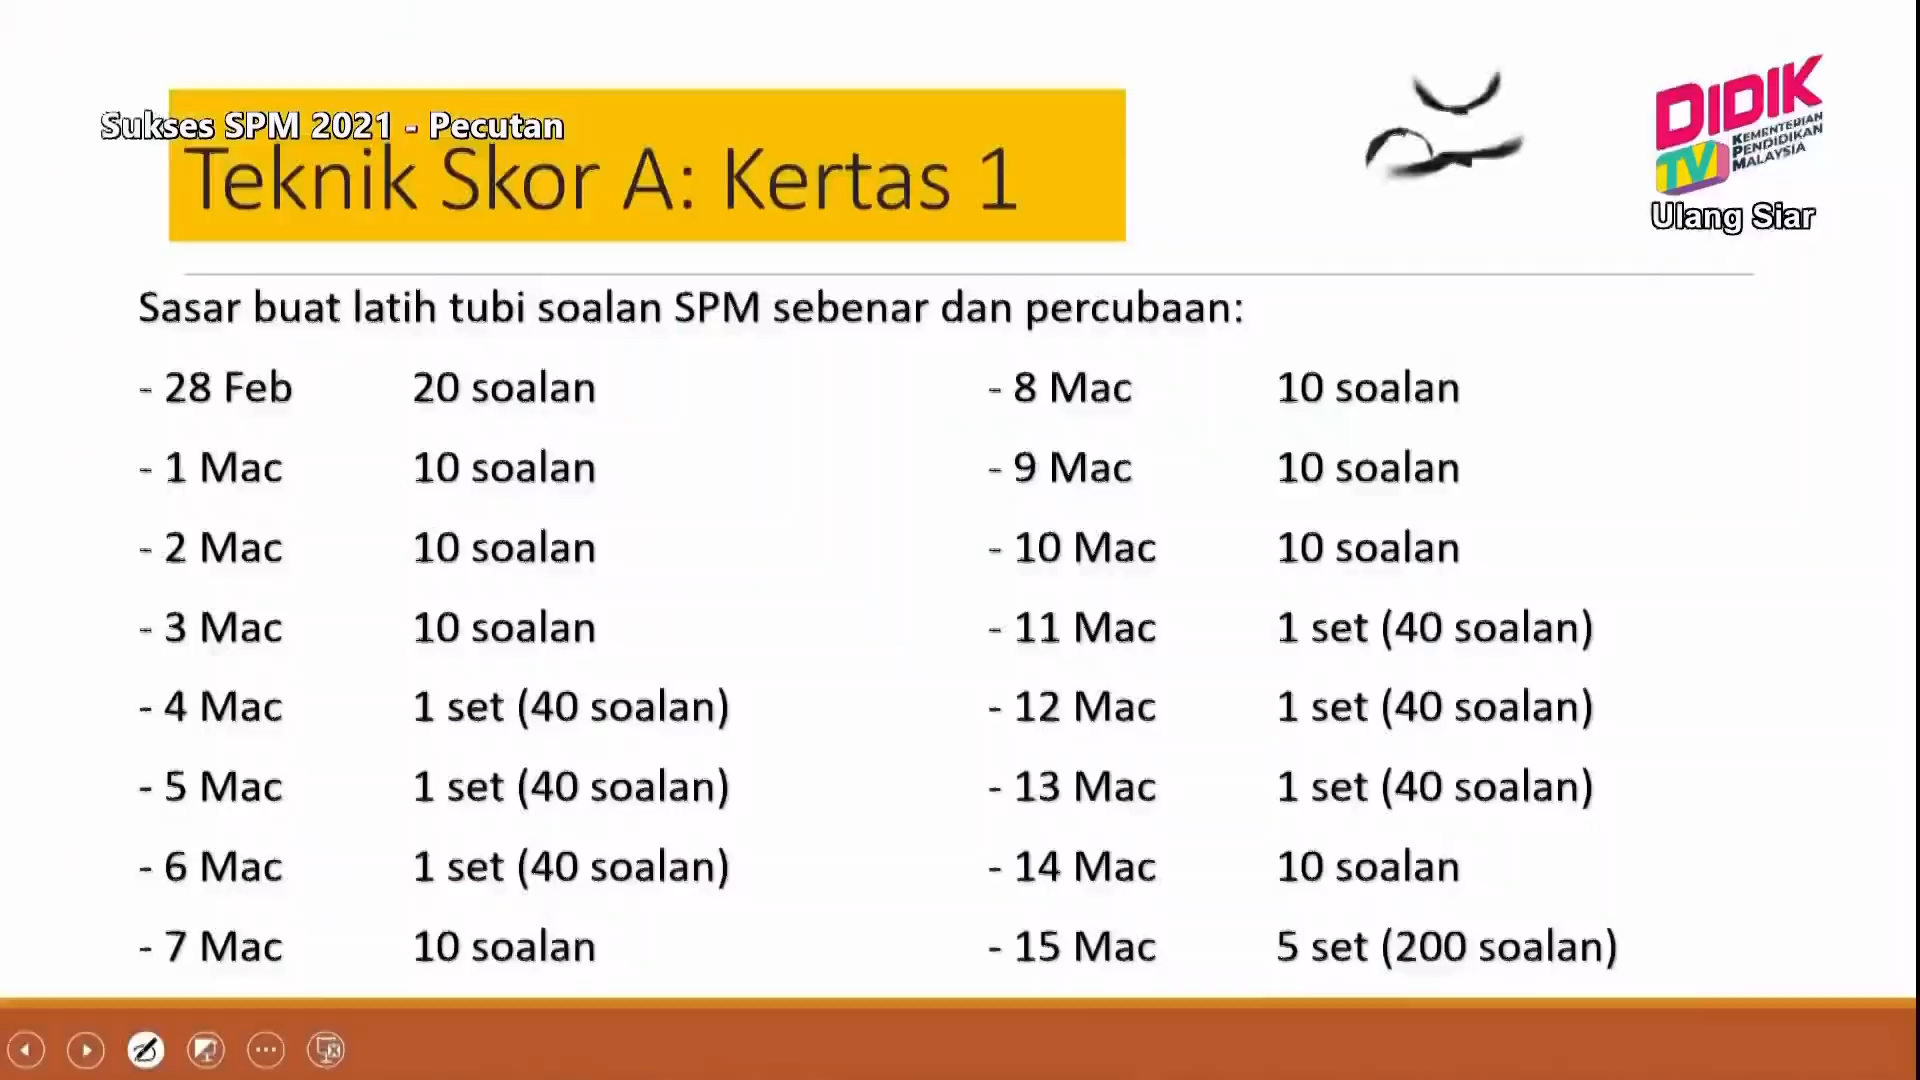 Sukses SPM 2021 - Pecutan
Teknik Skor A: Kertas 1
DIDIK
TV
KEMENTERIAN
PENDIDIKAN
MALAYSIA
Ulang Siar
Sasar buat latih tubi soalan SPM sebenar dan percubaan:
- 28 Feb 20 soalan
- 1 Mac 10 soalan
- 2 Mac 10 soalan
- 3 Mac 10 soalan
- 4 Mac 1 set (40 soalan)
- 5 Mac 1 set (40 soalan)
- 6 Mac 1 set (40 soalan)
- 7 Mac 10 soalan
- 8 Mac 10 soalan
- 9 Mac 10 soalan
- 10 Mac 10 soalan
- 11 Mac 1 set (40 soalan)
- 12 Mac 1 set (40 soalan)
- 13 Mac 1 set (40 soalan)
- 14 Mac 10 soalan
- 15 Mac 5 set (200 soalan)